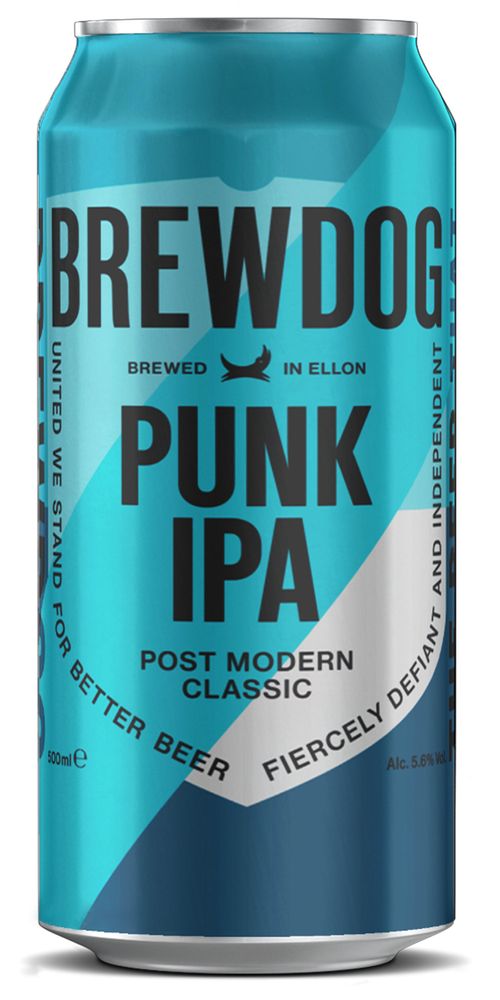 BREWDOG
BREWED IN ELLON
PUNK
IPA
POST MODERN
CLASSIC
UNITED WE STAND FOR BETTER BEER
FIERCELY DEFIANT AND INDEPENDENT
500ml e
Alc. 5.6% Vol.